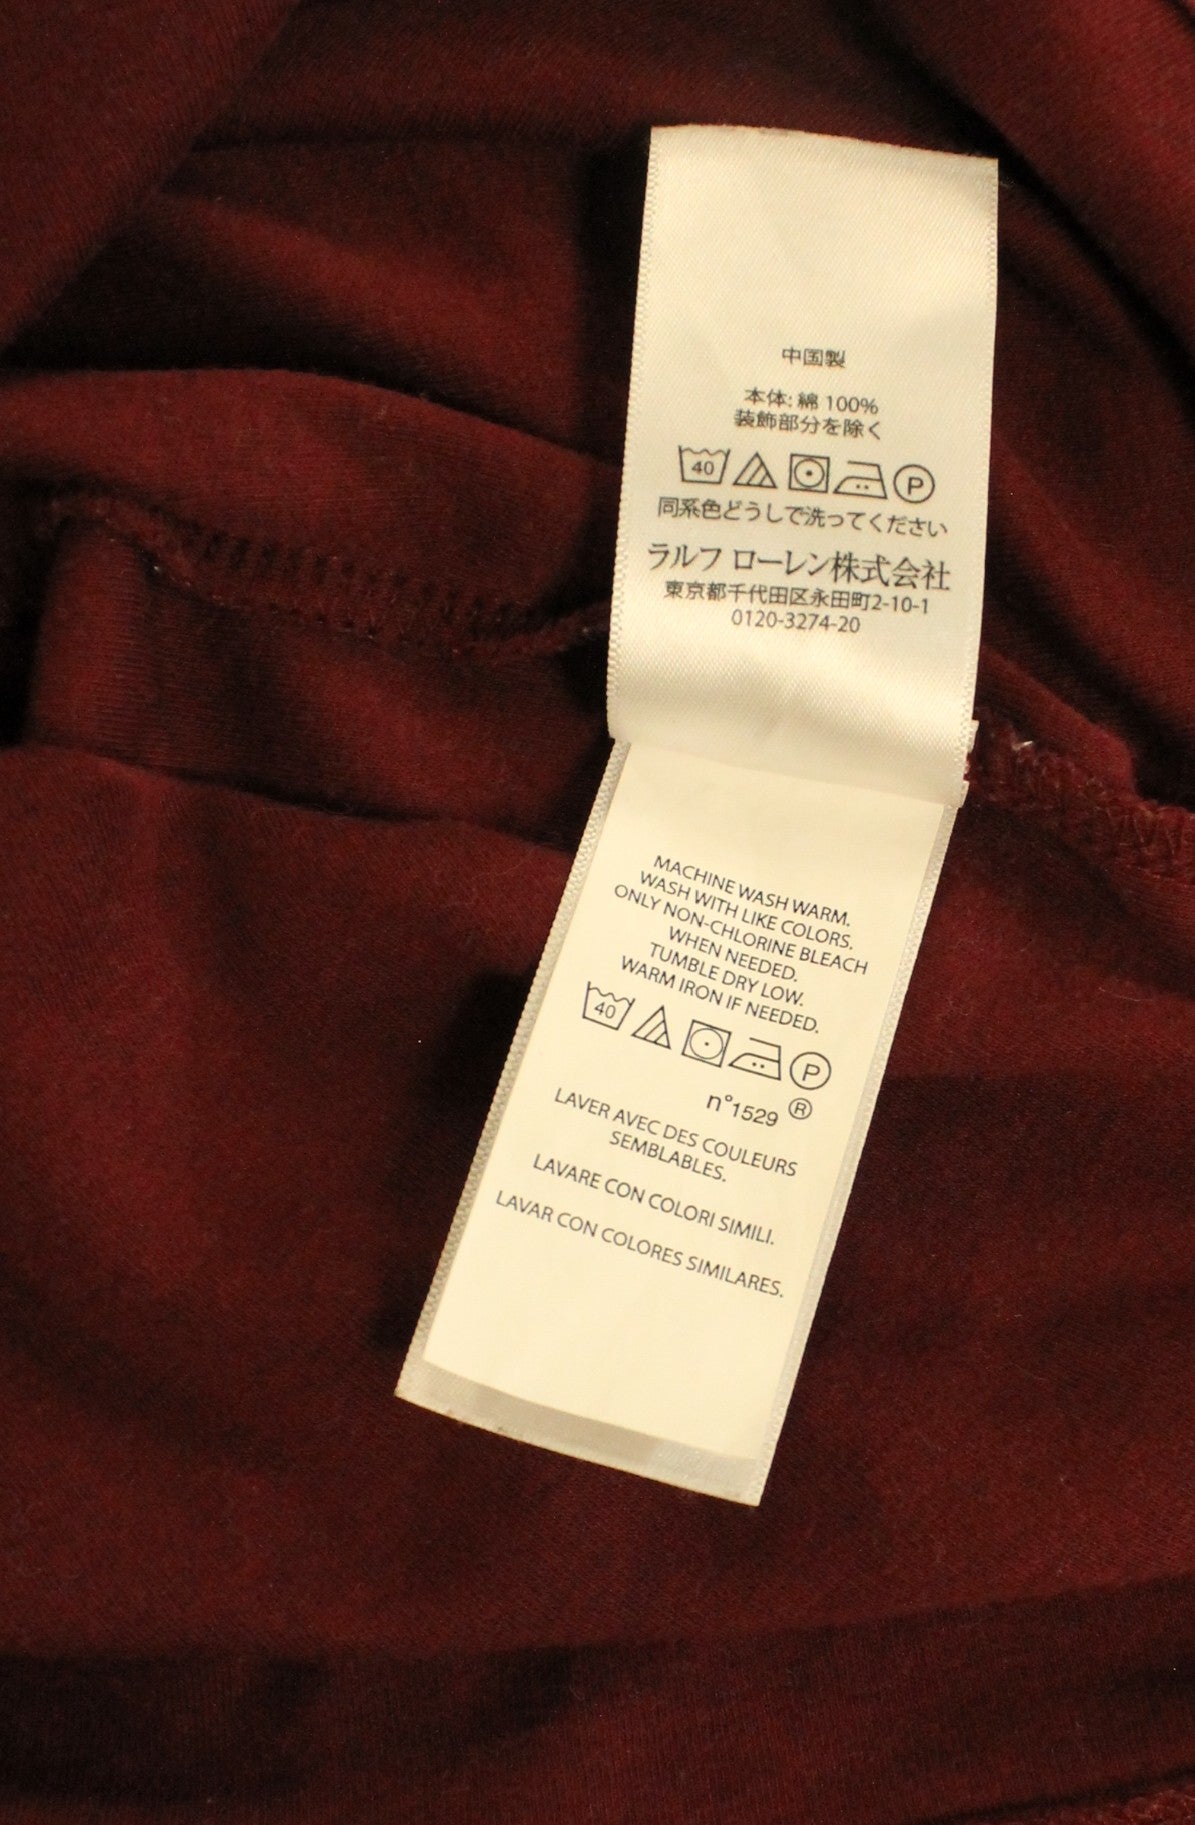 中国製
本体: 綿 100%
装飾部分を除く
40 P
同系色どうしで洗ってください
ラルフ ローレン株式会社
東京都千代田区永田町2-10-1
0120-3274-20
MACHINE WASH WARM.
WASH WITH LIKE COLORS.
ONLY NON-CHLORINE BLEACH
WHEN NEEDED.
TUMBLE DRY LOW.
WARM IRON IF NEEDED.
40 P
n°1529 ®
LAVER AVEC DES COULEURS
SEMBLABLES.
LAVARE CON COLORI SIMILI.
LAVAR CON COLORES SIMILARES.